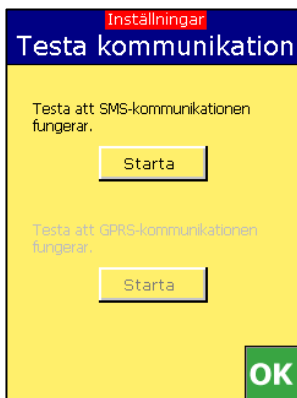 Inställningar
Testa kommunikation
Testa att SMS-kommunikationen
fungerar.
Starta
Testa att GPRS-kommunikationen
fungerar.
Starta
OK